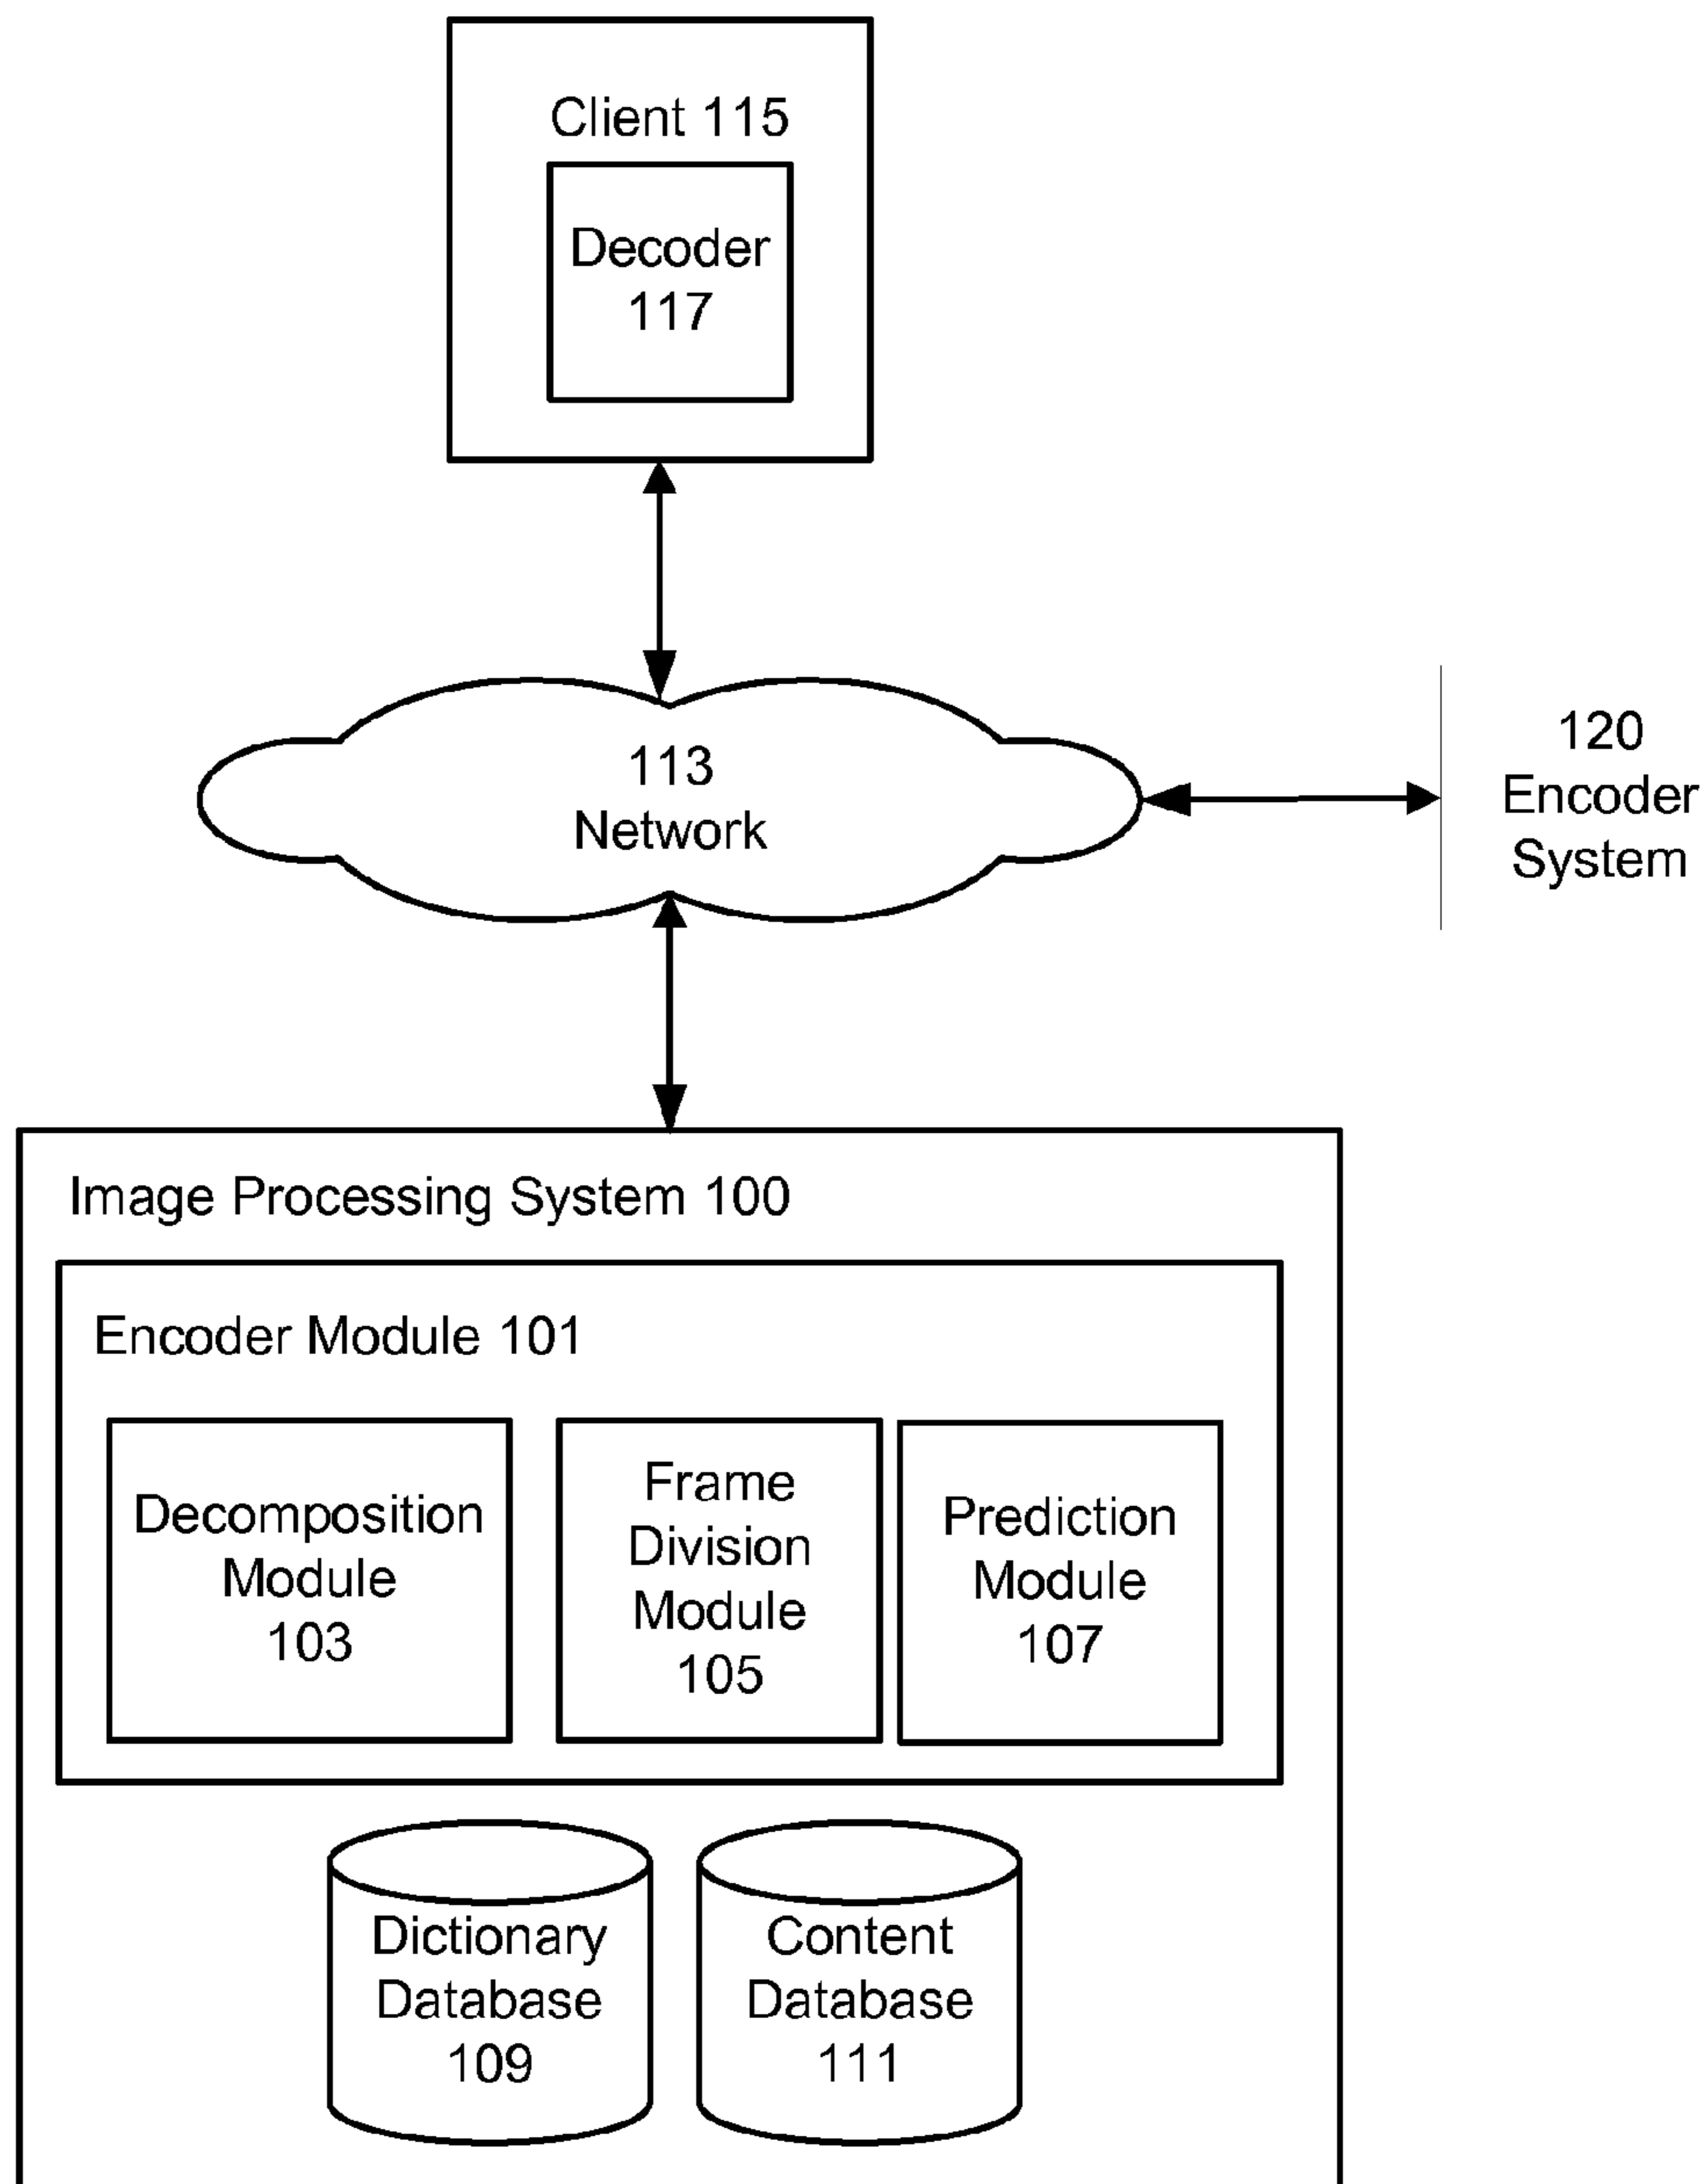 Client 115
Decoder
117
113
Network
120
Encoder
System
Image Processing System 100
Encoder Module 101
Decomposition
Module
103
Frame
Division
Module
105
Prediction
Module
107
Dictionary
Database
109
Content
Database
111